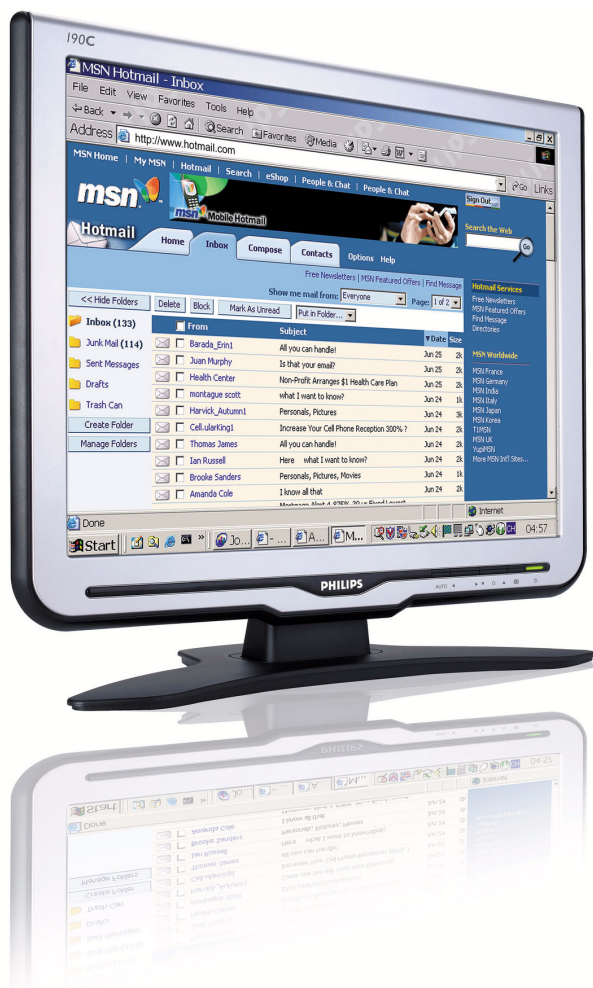 190C
MSN Hotmail - Inbox
File Edit View Favorites Tools Help
Back Search Favorites Media
Address http://www.hotmail.com Go Links
MSN Home | My MSN | Hotmail | Search | eShop | People & Chat | People & Chat
Sign Out
msn
msn Mobile Hotmail
Hotmail
Search the Web
Go
Home Inbox Compose Contacts Options Help
Free Newsletters | MSN Featured Offers | Find Message
Show me mail from: Everyone Page: 1 of 2
<< Hide Folders
Delete Block Mark As Unread Put in Folder...
From Subject Date Size
Inbox (133)
Junk Mail (114)
Sent Messages
Drafts
Trash Can
Create Folder
Manage Folders
Barada_Erin1 All you can handle! Jun 25 2k
Juan Murphy Is that your email? Jun 25 2k
Health Center Non-Profit Arranges $1 Health Care Plan Jun 25 2k
montague scott what I want to know? Jun 24 1k
Harvick_Autumn1 Personals, Pictures Jun 24 3k
Cell.ularKing1 Increase Your Cell Phone Reception 300% ? Jun 24 2k
Thomas James All you can handle! Jun 24 2k
Ian Russell Here what I want to know? Jun 24 2k
Brooke Sanders Personals, Pictures, Movies Jun 24 1k
Amanda Cole I know all that Jun 24 2k
Hotmail Services
Free Newsletters
MSN Featured Offers
Find Message
Directories
MSN Worldwide
MSN France
MSN Germany
MSN India
MSN Italy
MSN Japan
MSN Korea
T1MSN
MSN UK
YupiMSN
More MSN Int'l Sites...
Done Internet
Start Jo... - ... A... M... CH 04:57
PHILIPS
AUTO